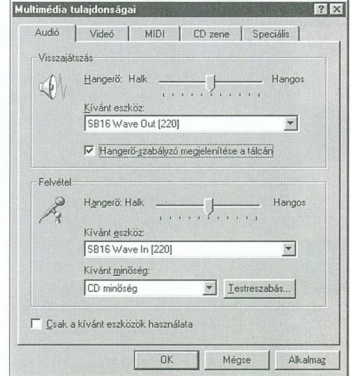 Multimédia tulajdonságai
Audió Videó MIDI CD zene Speciális
Visszajátszás
Hangerő: Halk Hangos
Kívánt eszköz:
SB16 Wave Out [220]
Hangerő-szabályzó megjelenítése a tálcán
Felvétel
Hangerő: Halk Hangos
Kívánt eszköz:
SB16 Wave In [220]
Kívánt minőség:
CD minőség Testreszabás...
Csak a kívánt eszközök használata
OK Mégse Alkalmaz